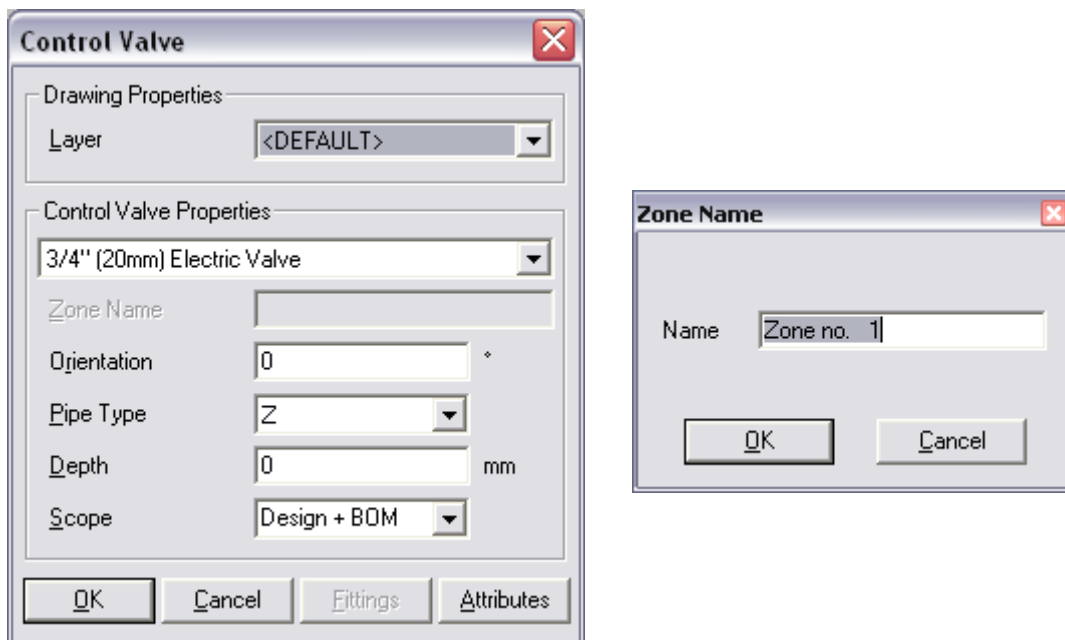 Control Valve
Drawing Properties
Layer <DEFAULT>
Control Valve Properties
3/4" (20mm) Electric Valve
Zone Name
Orientation 0 °
Pipe Type Z
Depth 0 mm
Scope Design + BOM
OK Cancel Fittings Attributes
Zone Name
Name Zone no. 1
OK Cancel